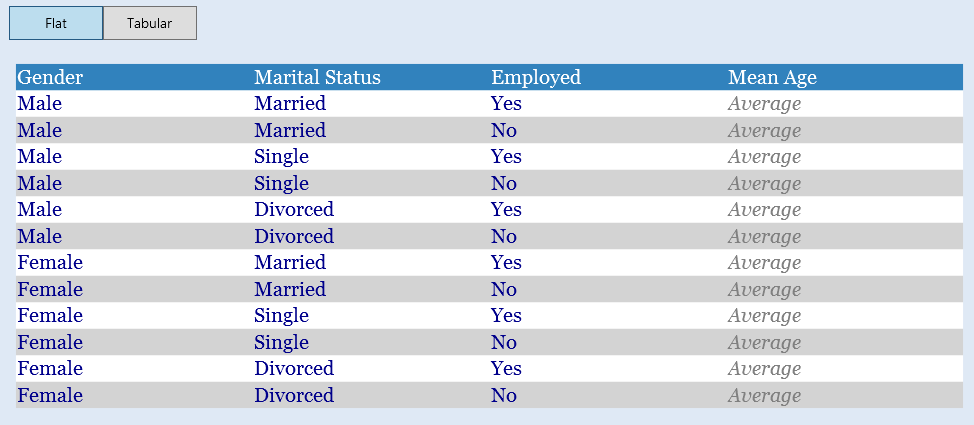 Flat Tabular
Gender Marital Status Employed Mean Age
Male Married Yes Average
Male Married No Average
Male Single Yes Average
Male Single No Average
Male Divorced Yes Average
Male Divorced No Average
Female Married Yes Average
Female Married No Average
Female Single Yes Average
Female Single No Average
Female Divorced Yes Average
Female Divorced No Average